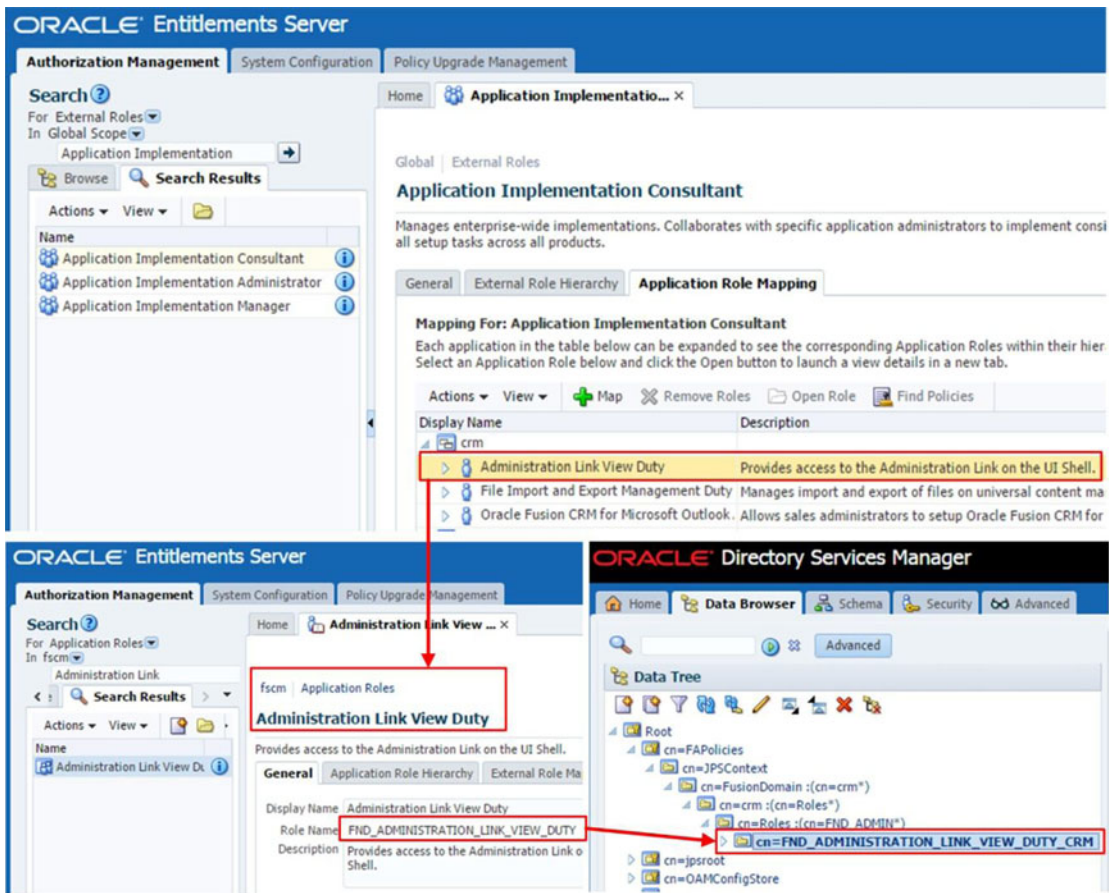 ORACLE Entitlements Server
Authorization Management System Configuration Policy Upgrade Management
Search
For External Roles
In Global Scope
Application Implementation
Browse Search Results
Actions View
Name
Application Implementation Consultant
Application Implementation Administrator
Application Implementation Manager
Home Application Implementatio... ×
Global | External Roles
Application Implementation Consultant
Manages enterprise-wide implementations. Collaborates with specific application administrators to implement consi
all setup tasks across all products.
General External Role Hierarchy Application Role Mapping
Mapping For: Application Implementation Consultant
Each application in the table below can be expanded to see the corresponding Application Roles within their hier
Select an Application Role below and click the Open button to launch a view details in a new tab.
Actions View Map Remove Roles Open Role Find Policies
Display Name Description
crm
Administration Link View Duty Provides access to the Administration Link on the UI Shell.
File Import and Export Management Duty Manages import and export of files on universal content ma
Oracle Fusion CRM for Microsoft Outlook. Allows sales administrators to setup Oracle Fusion CRM for
ORACLE Entitlements Server
Authorization Management System Configuration Policy Upgrade Management
Search
For Application Roles
In fscm
Administration Link
Search Results
Actions View
Name
Administration Link View Du
Home Administration Link View ... ×
fscm | Application Roles
Administration Link View Duty
Provides access to the Administration Link on the UI Shell.
General Application Role Hierarchy External Role Ma
Display Name Administration Link View Duty
Role Name FND_ADMINISTRATION_LINK_VIEW_DUTY
Description Provides access to the Administration Link o
Shell.
ORACLE Directory Services Manager
Home Data Browser Schema Security Advanced
Advanced
Data Tree
Root
cn=FAPolicies
cn=JPSContext
cn=FusionDomain :(cn=crm*)
cn=crm :(cn=Roles*)
cn=Roles :(cn=FND_ADMIN*)
cn=FND_ADMINISTRATION_LINK_VIEW_DUTY_CRM
cn=jpsroot
cn=OAMConfigStore